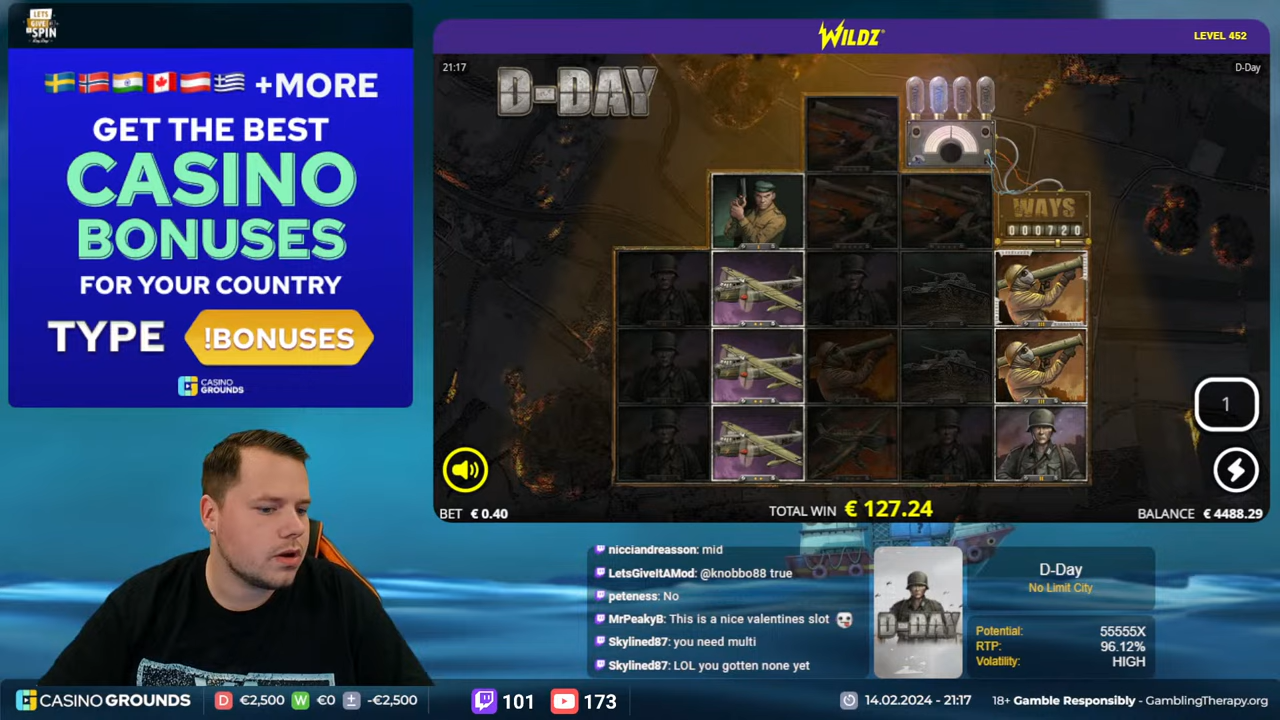 LETS
GIVE
IT A
SPIN
+MORE
GET THE BEST
CASINO
BONUSES
FOR YOUR COUNTRY
TYPE !BONUSES
CASINO
GROUNDS
WILDZ
LEVEL 452
21:17
D-DAY
D-Day
WAYS
000720
1
BET € 0.40
TOTAL WIN € 127.24
BALANCE € 4488.29
nicciandreasson: mid
LetsGiveItAMod: @knobbo88 true
peteness: No
MrPeakyB: This is a nice valentines slot
Skylined87: you need multi
Skylined87: LOL you gotten none yet
D-DAY
D-Day
No Limit City
Potential: 55555X
RTP: 96.12%
Volatility: HIGH
CASINOGROUNDS D €2,500 W €0 ± -€2,500 101 173 14.02.2024 - 21:17 18+ Gamble Responsibly - GamblingTherapy.org